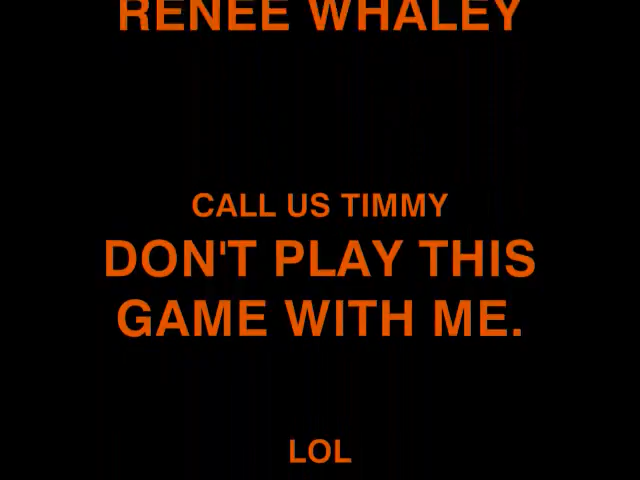 RENEE WHALEY
CALL US TIMMY
DON'T PLAY THIS
GAME WITH ME.
LOL